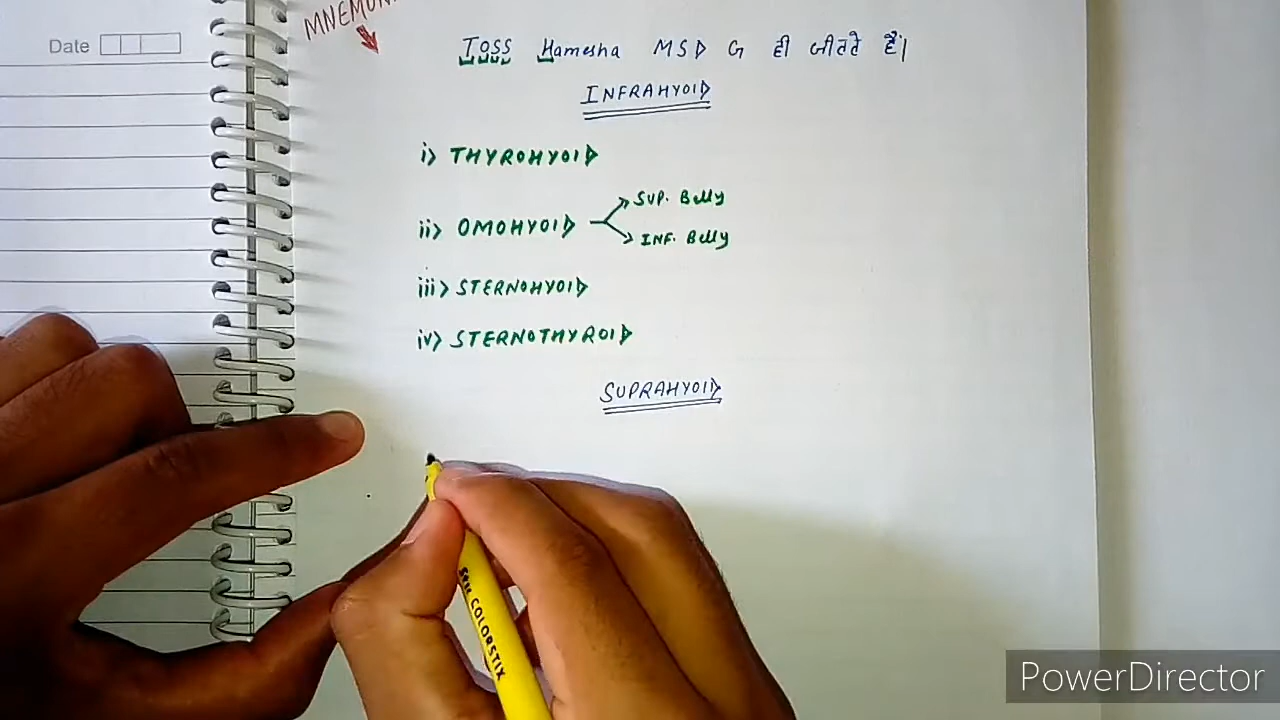 Date
MNEMONI
Toss Hamesha MSD G ही जीतते हैं।
INFRAHYOID
i> THYROHYOID
ii> OMOHYOID
SUP. Belly
INF. Belly
iii> STERNOHYOID
iv> STERNOTHYROID
SUPRAHYOID
COLORSTIX
PowerDirector